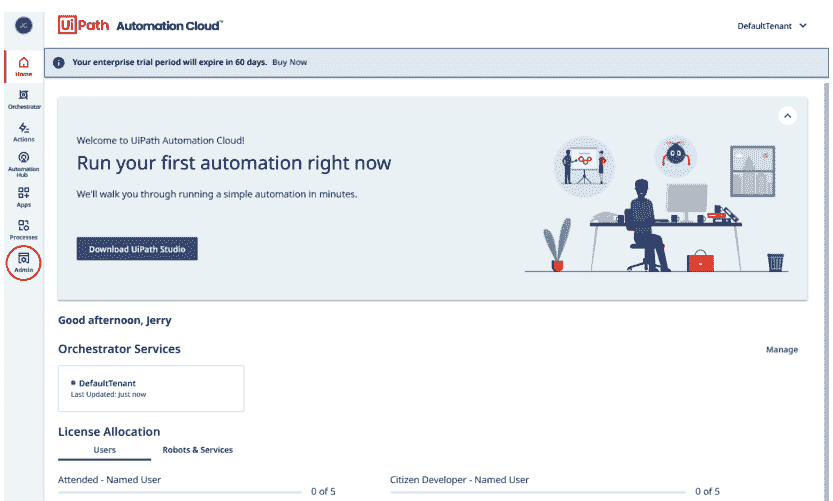 JC
UiPath Automation Cloud™
DefaultTenant
Home
Orchestrator
Actions
Automation
Hub
Apps
Processes
Admin
Your enterprise trial period will expire in 60 days. Buy Now
Welcome to UiPath Automation Cloud!
Run your first automation right now
We'll walk you through running a simple automation in minutes.
Download UiPath Studio
Good afternoon, Jerry
Orchestrator Services
Manage
DefaultTenant
Last Updated: Just now
License Allocation
Users Robots & Services
Attended - Named User
0 of 5
Citizen Developer - Named User
0 of 5